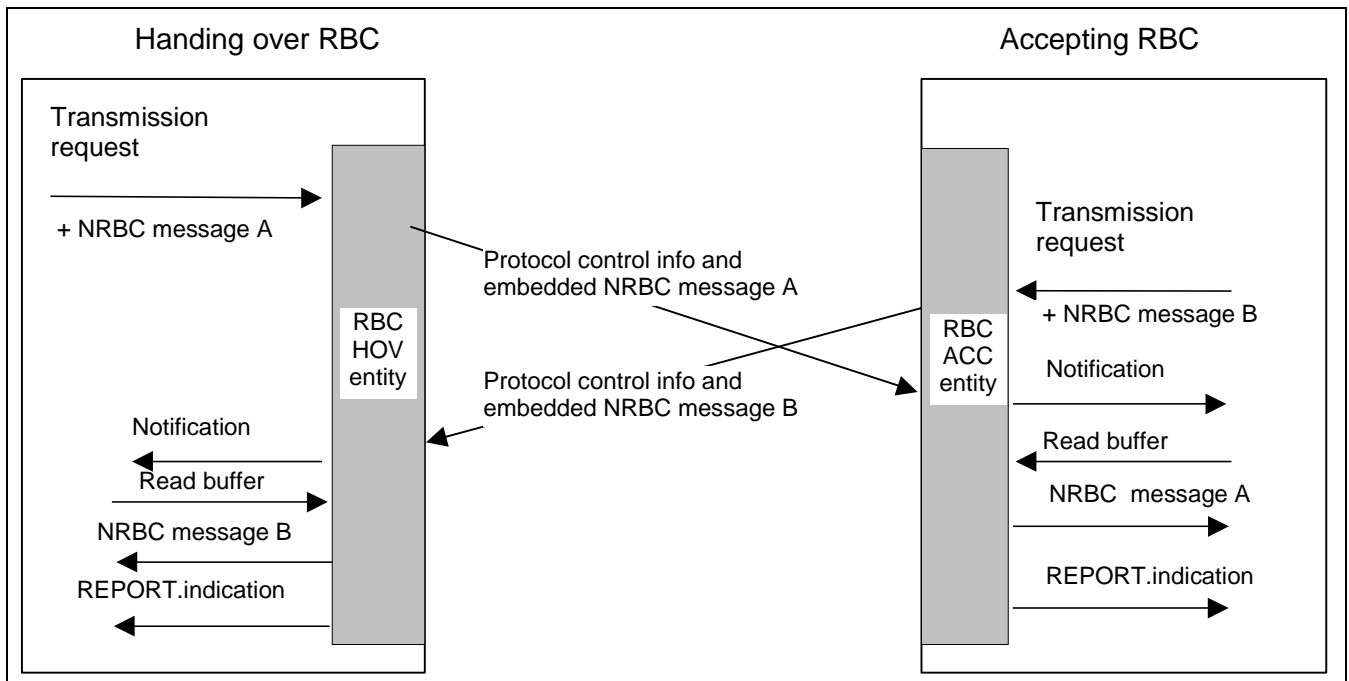 Handing over RBC
Accepting RBC
Transmission
request
+ NRBC message A
RBC
HOV
entity
Notification
Read buffer
NRBC message B
REPORT.indication
Protocol control info and
embedded NRBC message A
Protocol control info and
embedded NRBC message B
Transmission
request
+ NRBC message B
RBC
ACC
entity
Notification
Read buffer
NRBC message A
REPORT.indication